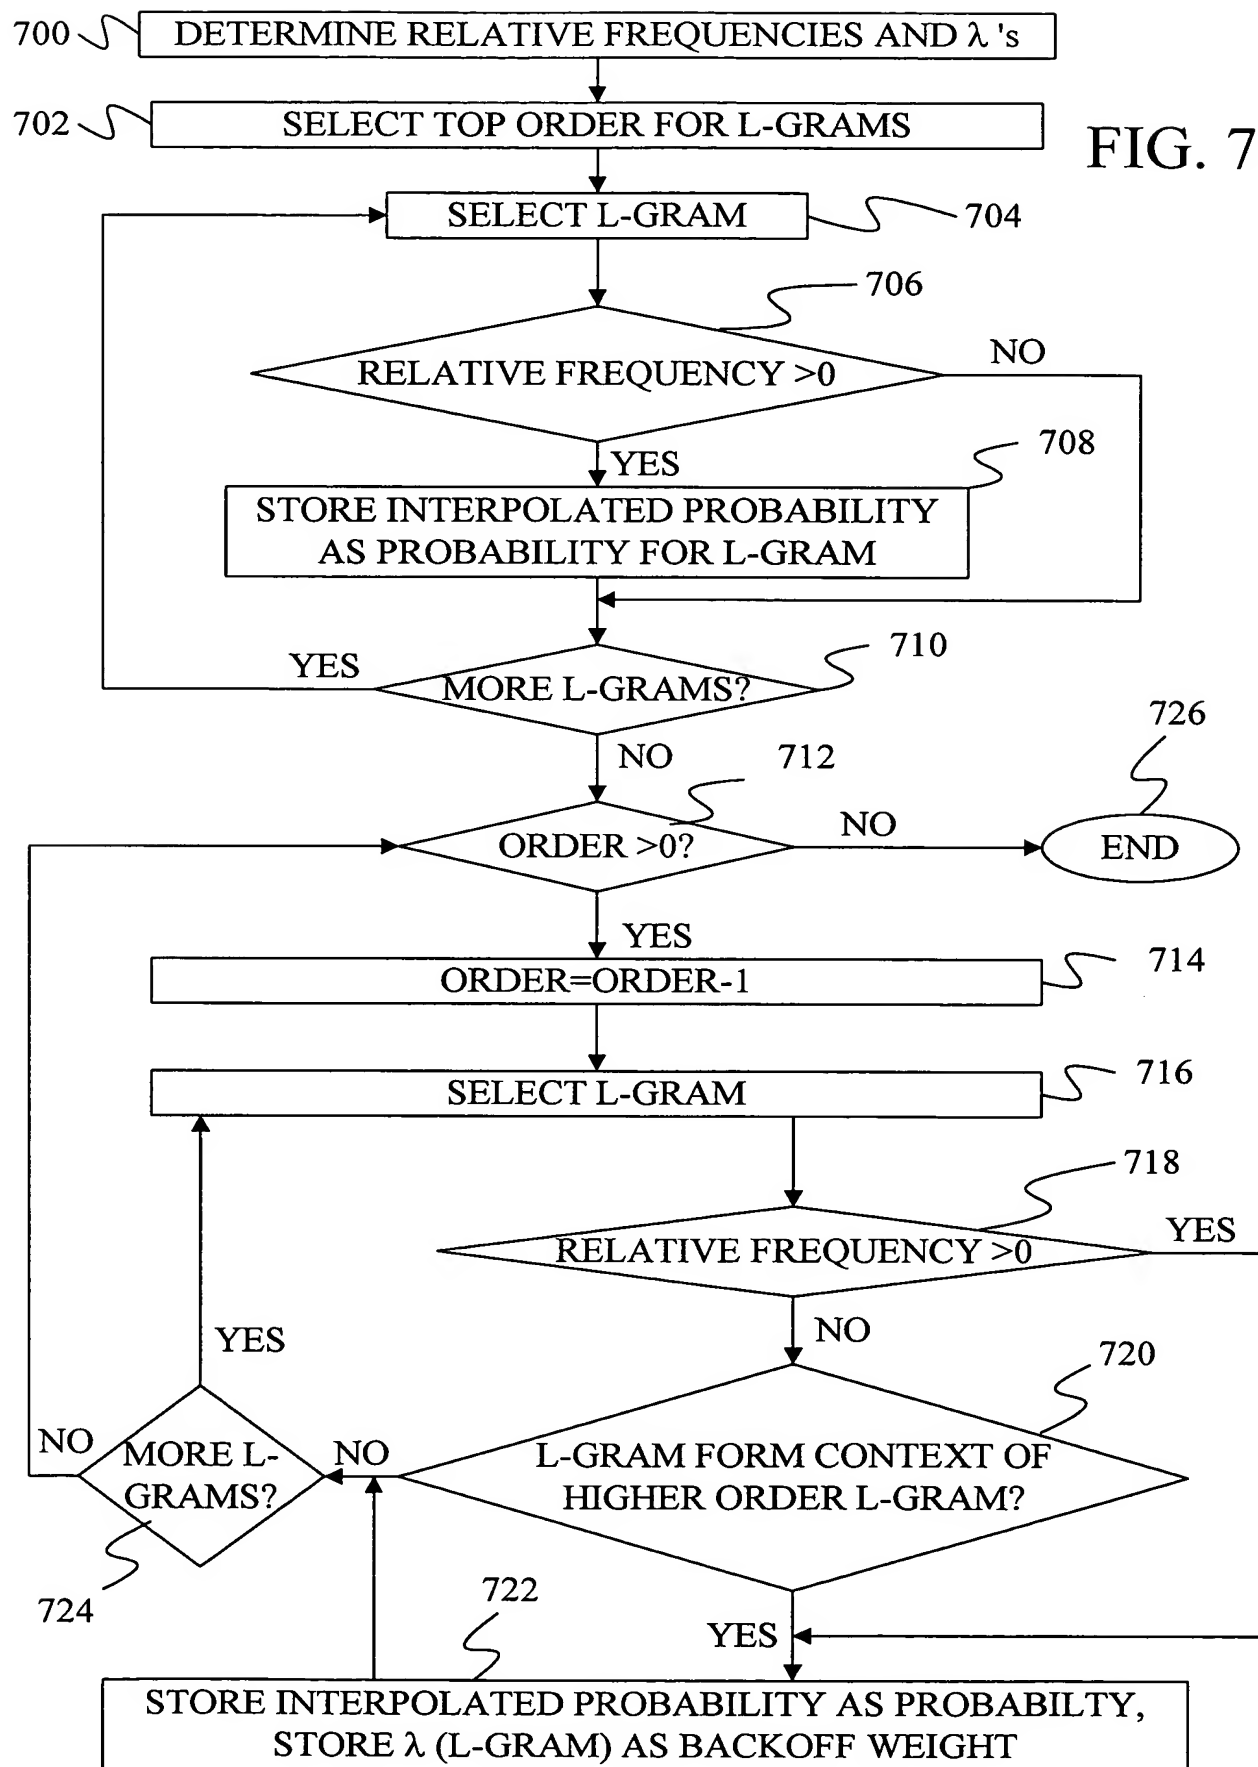 700
DETERMINE RELATIVE FREQUENCIES AND λ 's
702
SELECT TOP ORDER FOR L-GRAMS
FIG. 7
SELECT L-GRAM
704
706
RELATIVE FREQUENCY >0
NO
YES
708
STORE INTERPOLATED PROBABILITY
AS PROBABILITY FOR L-GRAM
710
YES
MORE L-GRAMS?
NO
712
726
ORDER >0?
NO
END
YES
ORDER=ORDER-1
714
SELECT L-GRAM
716
718
RELATIVE FREQUENCY >0
YES
NO
YES
720
L-GRAM FORM CONTEXT OF
HIGHER ORDER L-GRAM?
NO
MORE L-
GRAMS?
NO
724
722
YES
STORE INTERPOLATED PROBABILITY AS PROBABILTY,
STORE λ (L-GRAM) AS BACKOFF WEIGHT